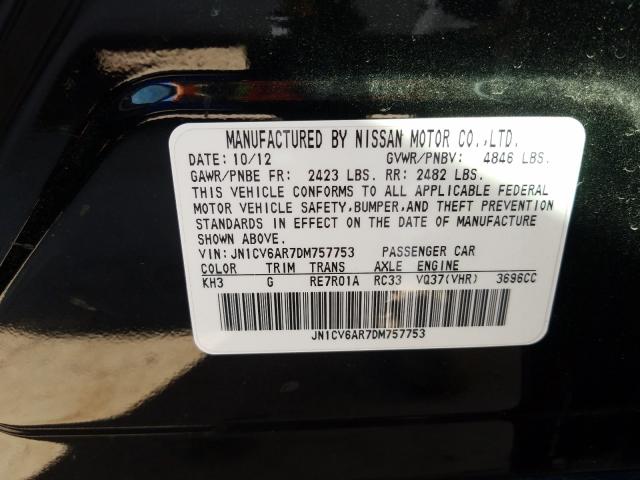 MANUFACTURED BY NISSAN MOTOR CO.,LTD.
DATE: 10/12 GVWR/PNBV: 4846 LBS.
GAWR/PNBE FR: 2423 LBS. RR: 2482 LBS.
THIS VEHICLE CONFORMS TO ALL APPLICABLE FEDERAL
MOTOR VEHICLE SAFETY,BUMPER,AND THEFT PREVENTION
STANDARDS IN EFFECT ON THE DATE OF MANUFACTURE
SHOWN ABOVE.
VIN: JN1CV6AR7DM757753 PASSENGER CAR
COLOR TRIM TRANS AXLE ENGINE
KH3 G RE7R01A RC33 VQ37(VHR) 3696CC
JN1CV6AR7DM757753